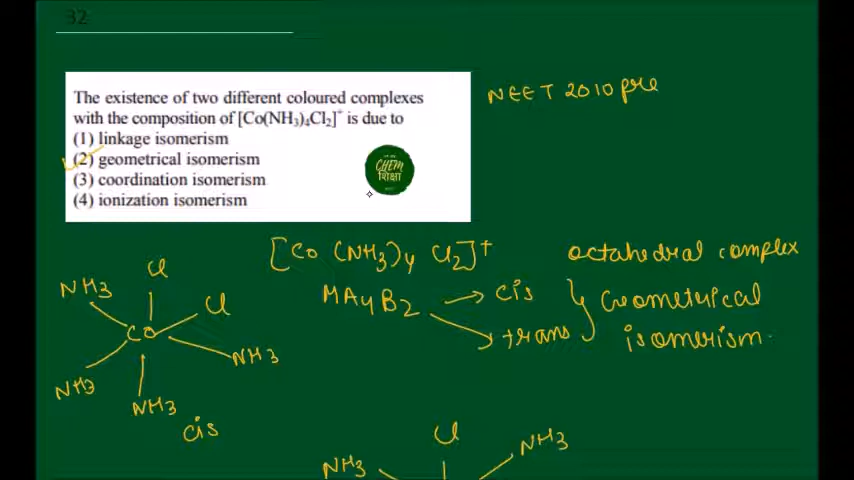 32
The existence of two different coloured complexes
with the composition of [Co(NH₃)₄Cl₂]⁺ is due to
(1) linkage isomerism
(2) geometrical isomerism
(3) coordination isomerism
(4) ionization isomerism
CHEM
शिक्षा
NEET 2010 pre
[Co (NH3)4 Cl2]+
octahedral complex
MA4B2
cis
trans
Geometrical
isomerism.
Cl
NH3
Cl
Co
NH3
NH3
NH3
cis
Cl
NH3
NH3